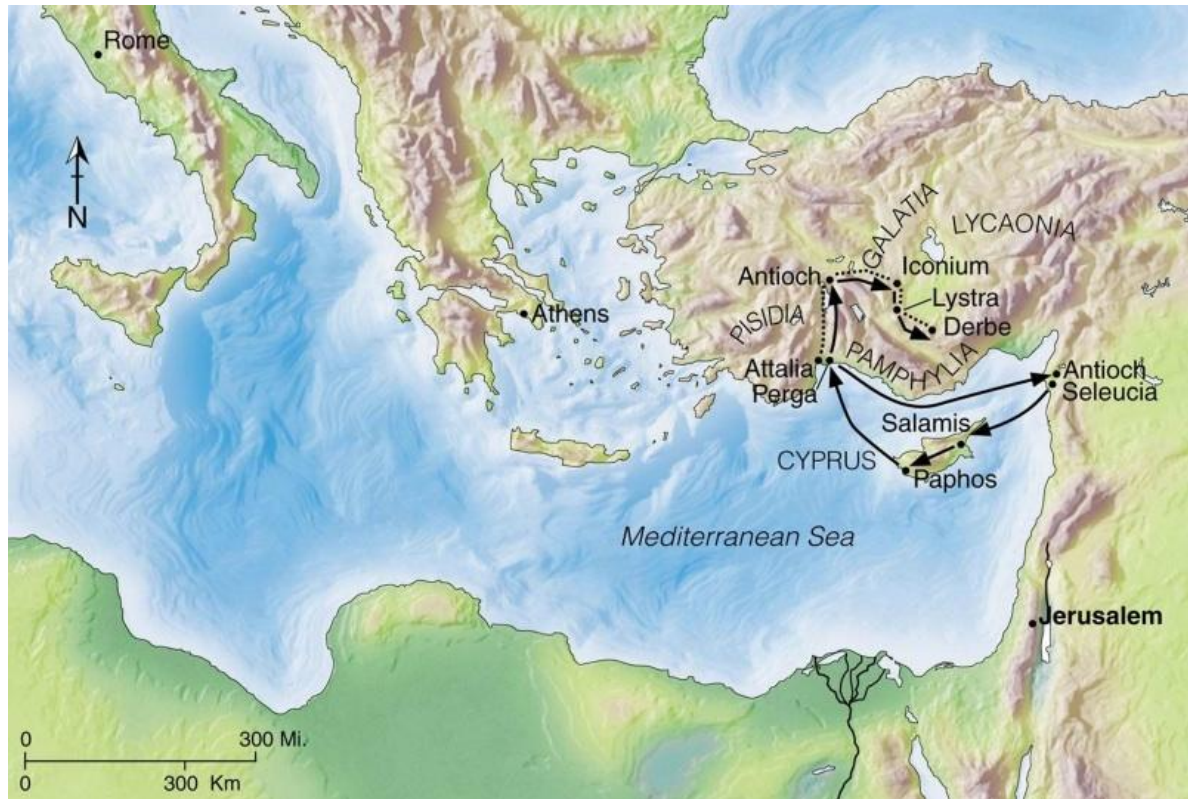 Rome
N
GALATIA
LYCAONIA
Antioch
Iconium
Lystra
Derbe
PISIDIA
Athens
PAMPHYLIA
Attalia
Perga
Antioch
Seleucia
Salamis
CYPRUS
Paphos
Mediterranean Sea
Jerusalem
0 300 Mi.
0 300 Km